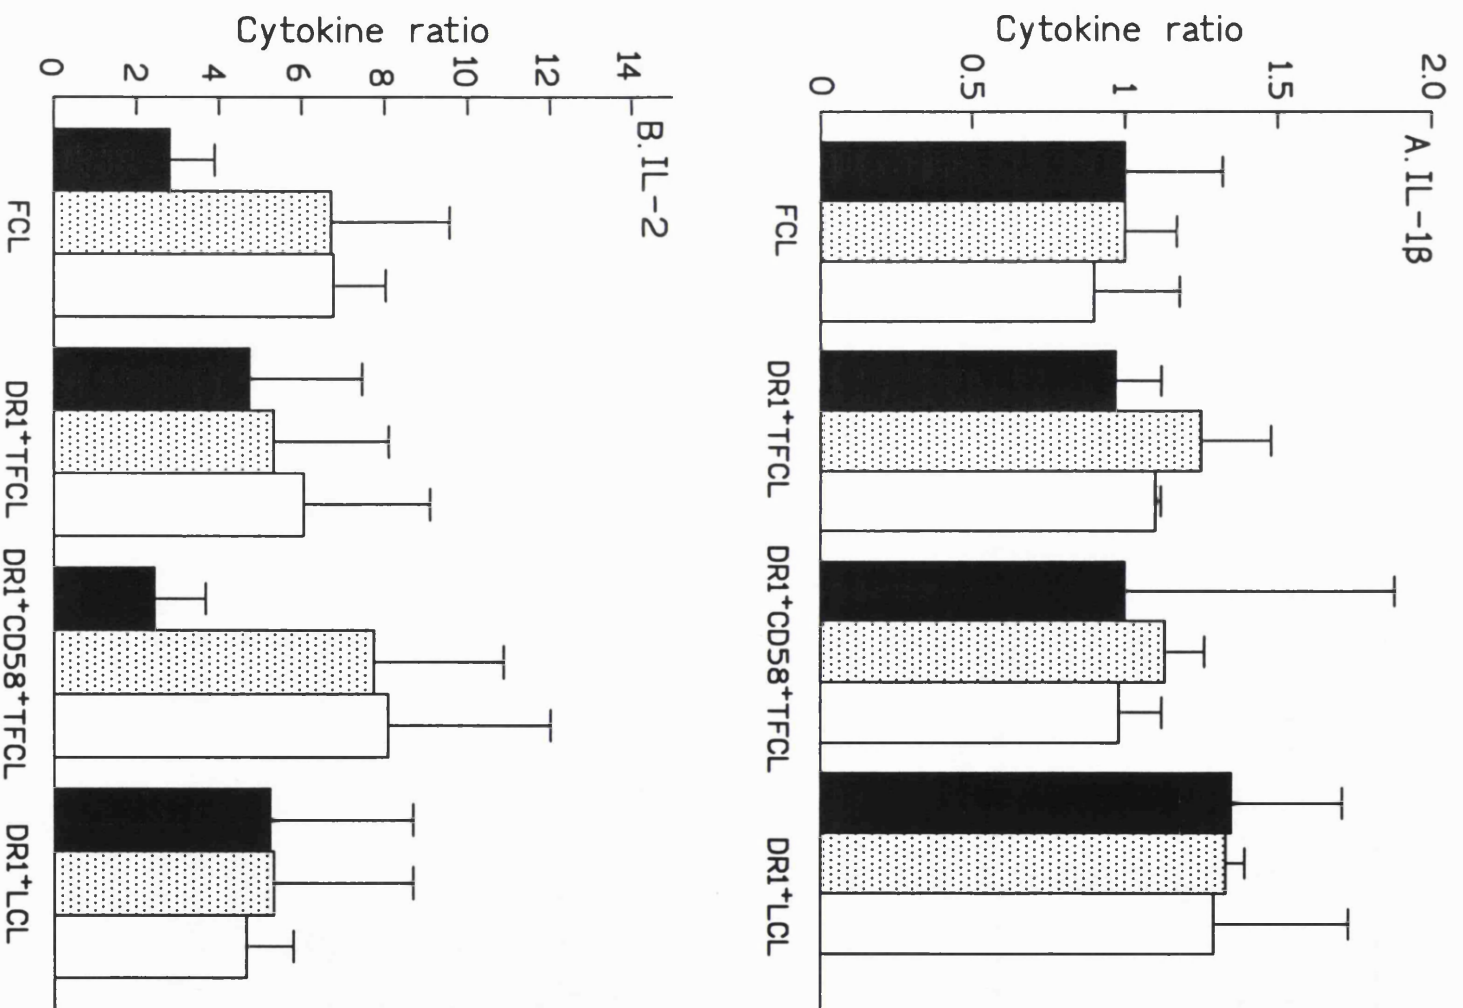 A. IL-1β
Cytokine ratio
2.0
1.5
1
0.5
0
FCL
DR1⁺TFCL
DR1⁺CD58⁺TFCL
DR1⁺LCL
B. IL-2
Cytokine ratio
14
12
10
8
6
4
2
0
FCL
DR1⁺TFCL
DR1⁺CD58⁺TFCL
DR1⁺LCL